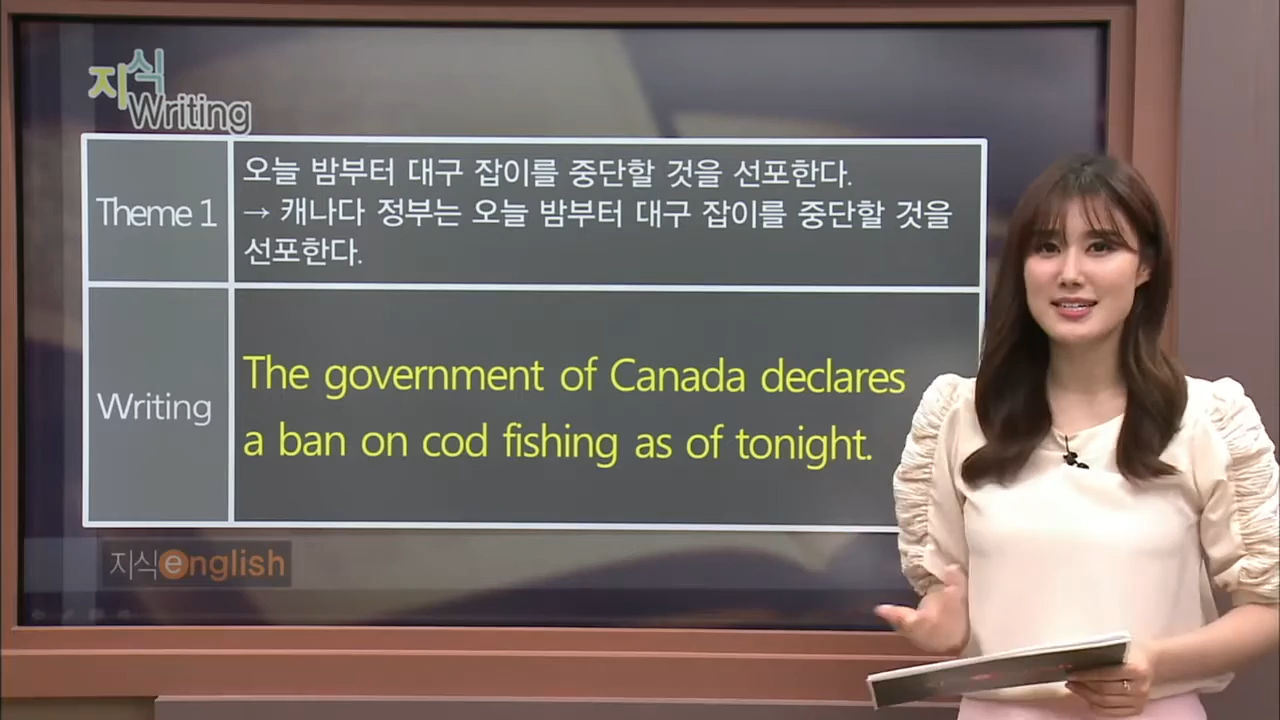 지식
Writing
Theme 1
오늘 밤부터 대구 잡이를 중단할 것을 선포한다.
→ 캐나다 정부는 오늘 밤부터 대구 잡이를 중단할 것을
선포한다.
Writing
The government of Canada declares
a ban on cod fishing as of tonight.
지식english